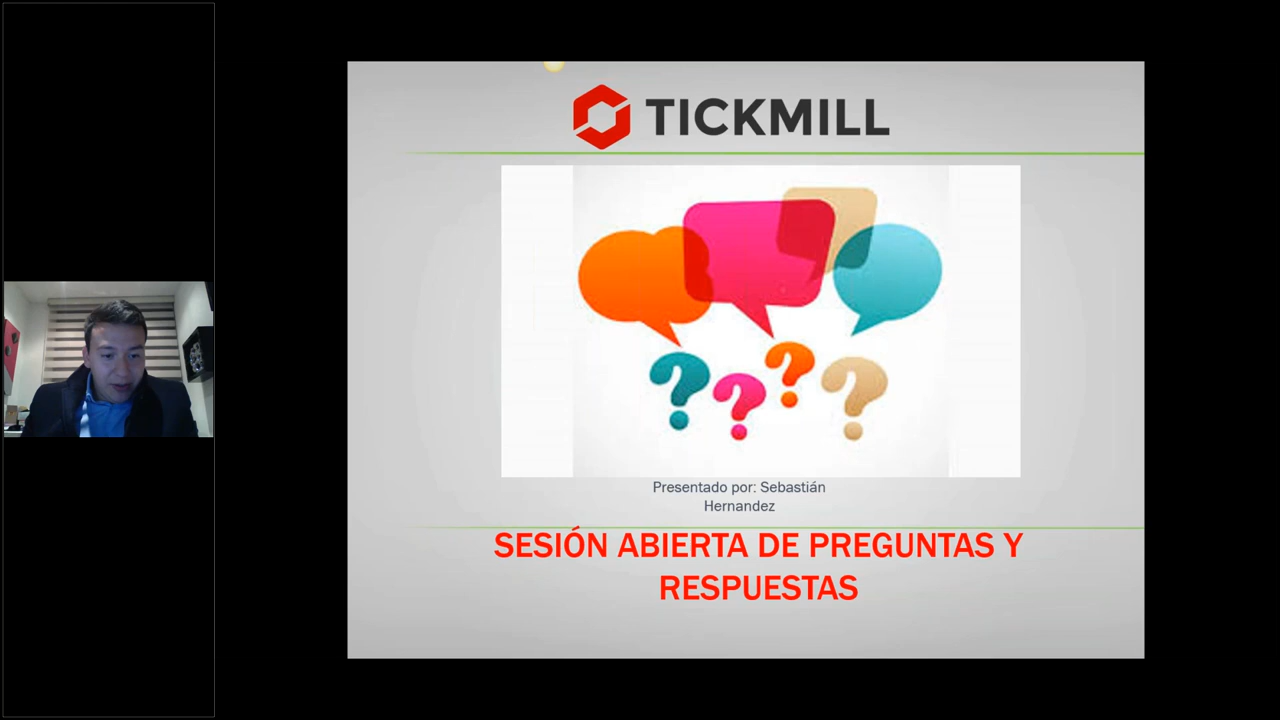 TICKMILL
Presentado por: Sebastián
Hernandez
SESIÓN ABIERTA DE PREGUNTAS Y
RESPUESTAS